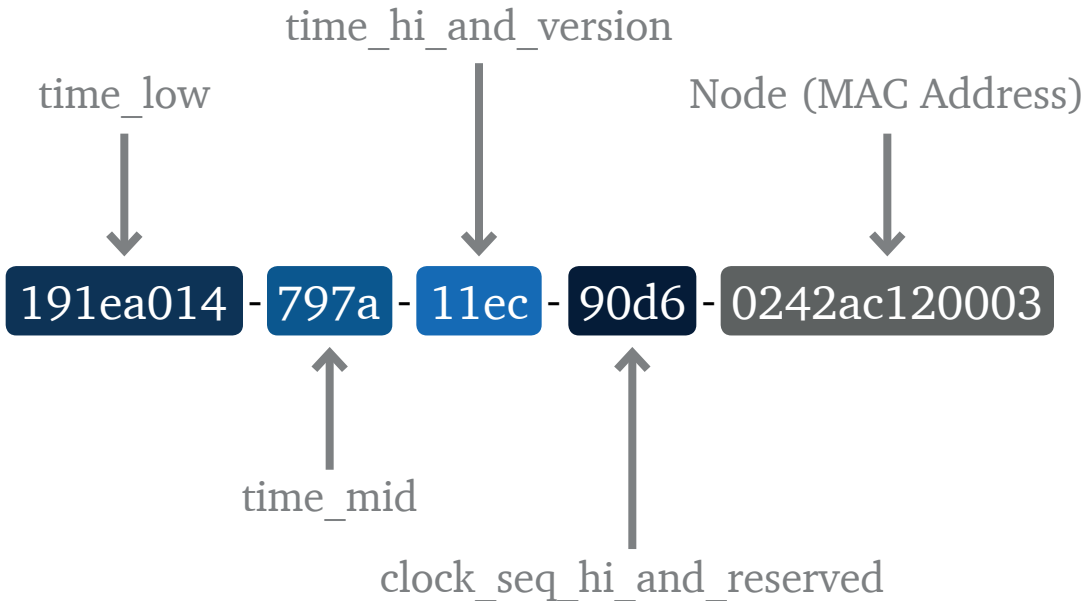 time_hi_and_version
time_low
Node (MAC Address)
191ea014 - 797a - 11ec - 90d6 - 0242ac120003
time_mid
clock_seq_hi_and_reserved